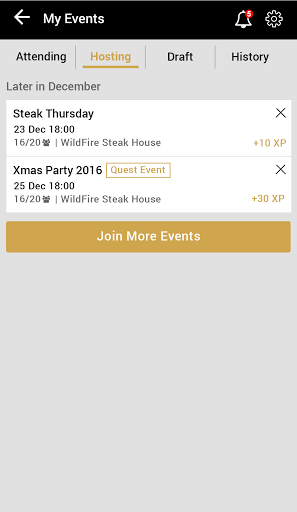 My Events
5
Attending Hosting Draft History
Later in December
Steak Thursday
23 Dec 18:00
16/20 | WildFire Steak House +10 XP
Xmas Party 2016 Quest Event
25 Dec 18:00
16/20 | WildFire Steak House +30 XP
Join More Events